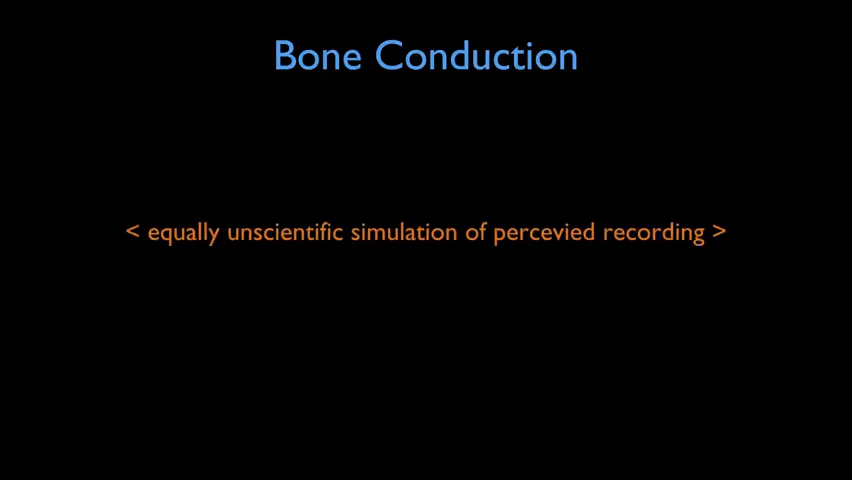 Bone Conduction
< equally unscientific simulation of percevied recording >